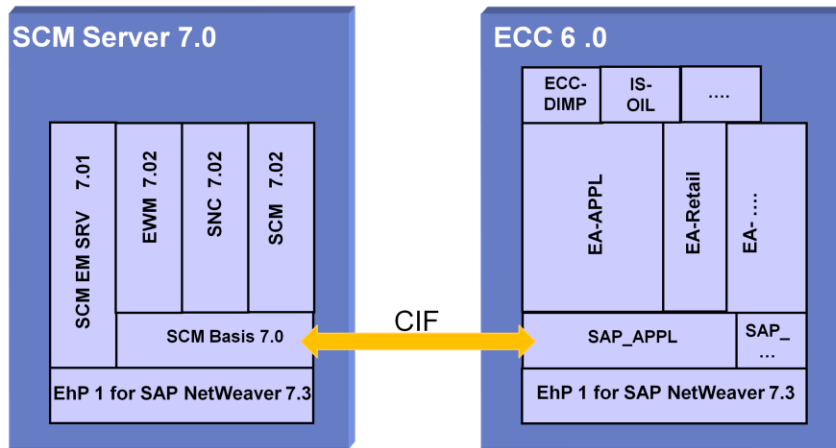 SCM Server 7.0
SCM EM SRV 7.01
EWM 7.02
SNC 7.02
SCM 7.02
SCM Basis 7.0
EhP 1 for SAP NetWeaver 7.3
CIF
ECC 6 .0
ECC-
DIMP
IS-
OIL
....
EA-APPL
EA-Retail
EA- ....
SAP_APPL
SAP_
...
EhP 1 for SAP NetWeaver 7.3